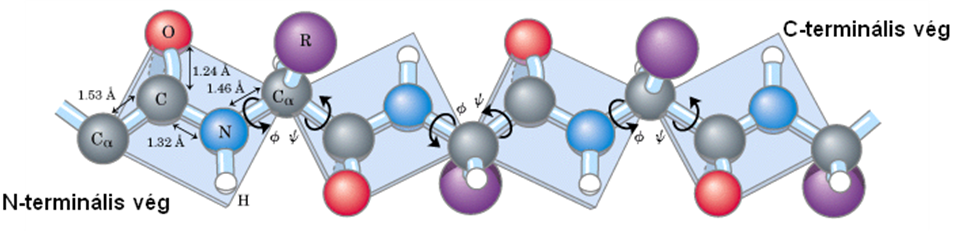 C-terminális vég
O
R
1.24 Å
1.46 Å
1.53 Å
C
Cα
N
Cα
1.32 Å
ϕ ψ
ϕ ψ
ϕ ψ
ϕ ψ
H
N-terminális vég